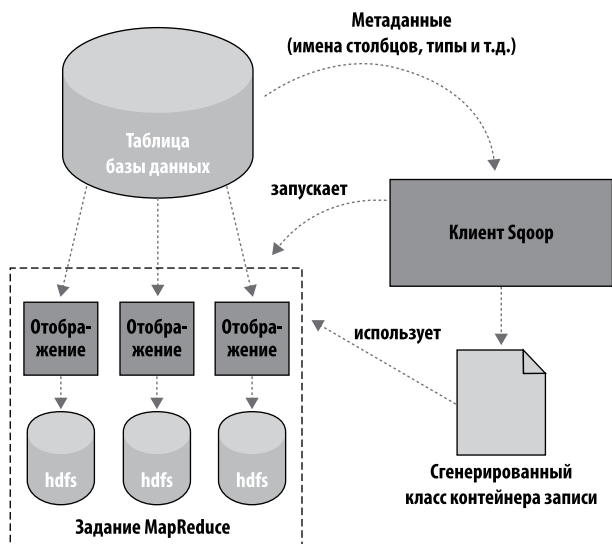 Метаданные
(имена столбцов, типы и т.д.)
Таблица
базы данных
запускает
Клиент Sqoop
Отобра-
жение
Отобра-
жение
Отобра-
жение
использует
hdfs
hdfs
hdfs
Сгенерированный
класс контейнера записи
Задание MapReduce